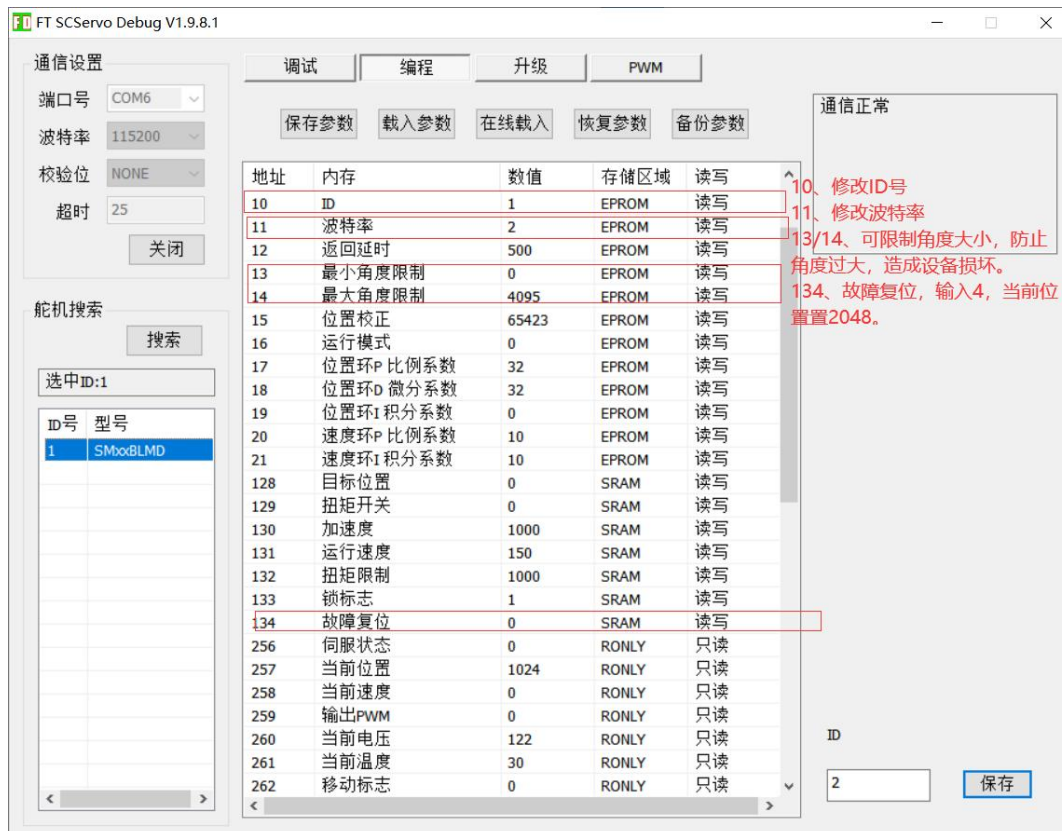 FT SCServo Debug V1.9.8.1
通信设置
端口号 COM6
波特率 115200
校验位 NONE
超时 25
关闭
舵机搜索
搜索
选中ID:1
ID号 型号
1 SMxxBLMD
调试 编程 升级 PWM
保存参数 载入参数 在线载入 恢复参数 备份参数
地址 内存 数值 存储区域 读写
10 ID 1 EPROM 读写
11 波特率 2 EPROM 读写
12 返回延时 500 EPROM 读写
13 最小角度限制 0 EPROM 读写
14 最大角度限制 4095 EPROM 读写
15 位置校正 65423 EPROM 读写
16 运行模式 0 EPROM 读写
17 位置环P 比例系数 32 EPROM 读写
18 位置环D 微分系数 32 EPROM 读写
19 位置环I 积分系数 0 EPROM 读写
20 速度环P 比例系数 10 EPROM 读写
21 速度环I 积分系数 10 EPROM 读写
128 目标位置 0 SRAM 读写
129 扭矩开关 0 SRAM 读写
130 加速度 1000 SRAM 读写
131 运行速度 150 SRAM 读写
132 扭矩限制 1000 SRAM 读写
133 锁标志 1 SRAM 读写
134 故障复位 0 SRAM 读写
256 伺服状态 0 RONLY 只读
257 当前位置 1024 RONLY 只读
258 当前速度 0 RONLY 只读
259 输出PWM 0 RONLY 只读
260 当前电压 122 RONLY 只读
261 当前温度 30 RONLY 只读
262 移动标志 0 RONLY 只读
通信正常
10、修改ID号
11、修改波特率
13/14、可限制角度大小，防止
角度过大，造成设备损坏。
134、故障复位，输入4，当前位
置置2048。
ID
2 保存